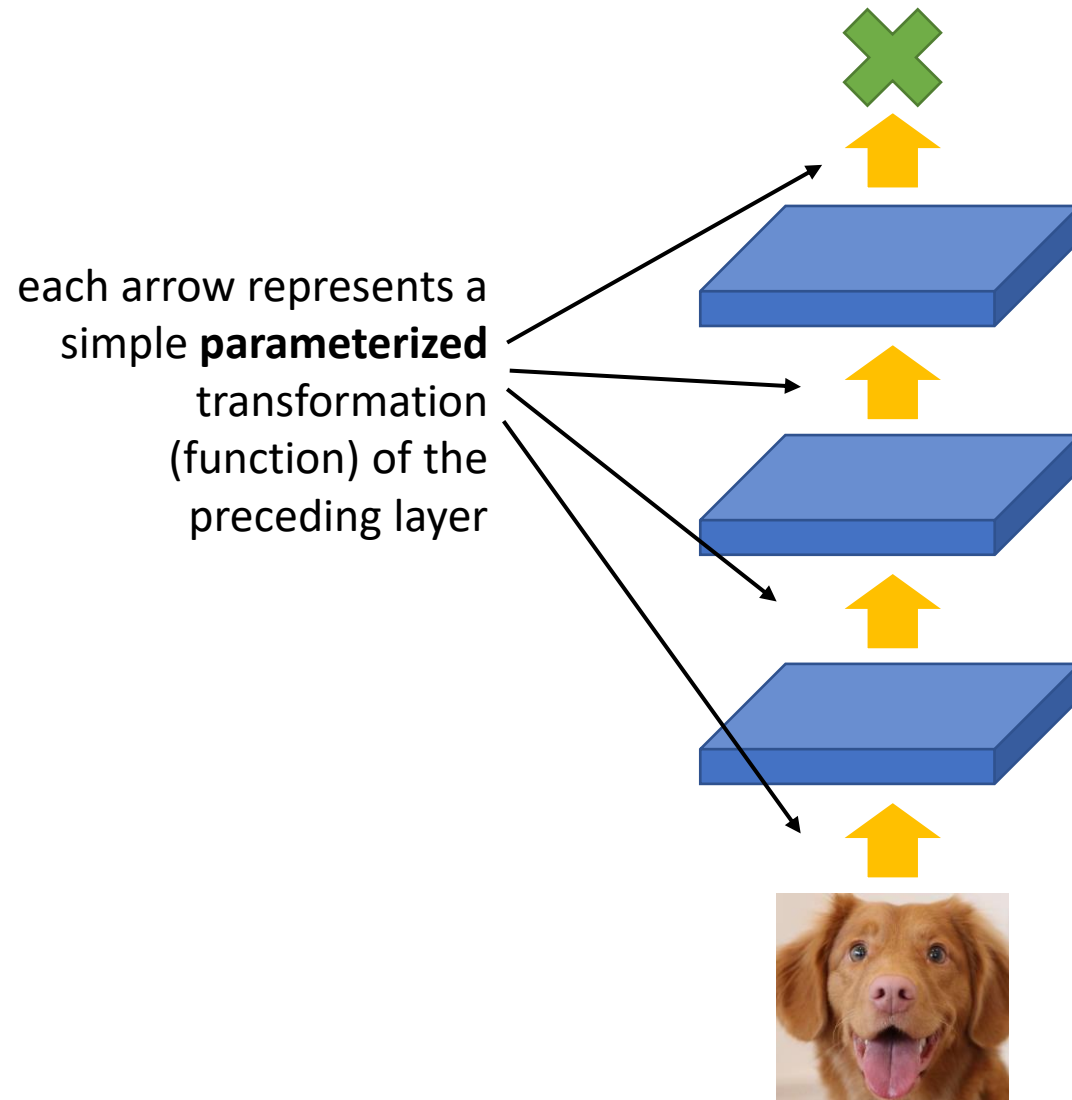 each arrow represents a
simple parameterized
transformation
(function) of the
preceding layer